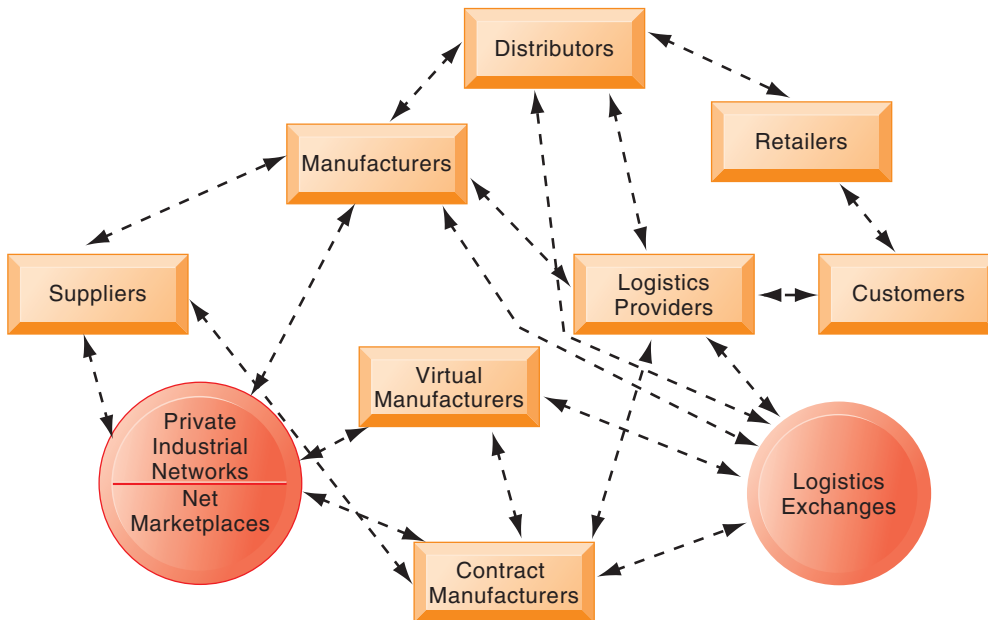 Distributors
Retailers
Manufacturers
Suppliers
Logistics
Providers
Customers
Virtual
Manufacturers
Private
Industrial
Networks
Net
Marketplaces
Logistics
Exchanges
Contract
Manufacturers